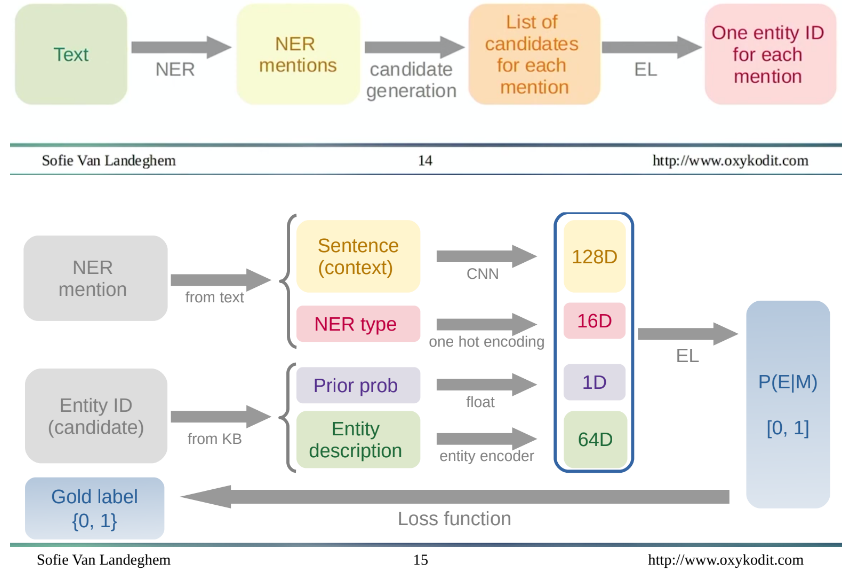 Text
NER
NER
mentions
candidate
generation
List of
candidates
for each
mention
EL
One entity ID
for each
mention
Sofie Van Landeghem
14
http://www.oxykodit.com
NER
mention
from text
Sentence
(context)
CNN
128D
NER type
one hot encoding
16D
Entity ID
(candidate)
from KB
Prior prob
float
1D
Entity
description
entity encoder
64D
EL
P(E|M)
[0, 1]
Gold label
{0, 1}
Loss function
Sofie Van Landeghem
15
http://www.oxykodit.com